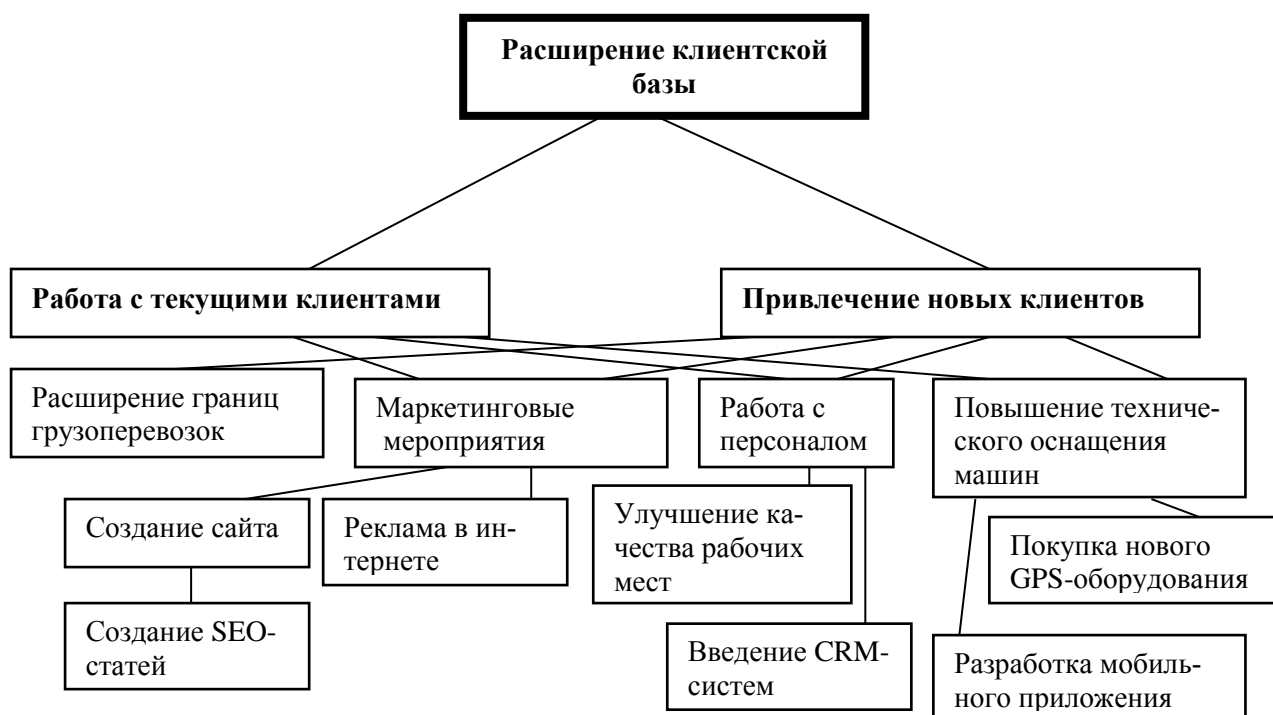 Расширение клиентской
базы
Работа с текущими клиентами
Привлечение новых клиентов
Расширение границ
грузоперевозок
Маркетинговые
мероприятия
Работа с
персоналом
Повышение техниче-
ского оснащения
машин
Создание сайта
Реклама в ин-
тернете
Улучшение ка-
чества рабочих
мест
Покупка нового
GPS-оборудования
Создание SEO-
статей
Введение CRM-
систем
Разработка мобиль-
ного приложения